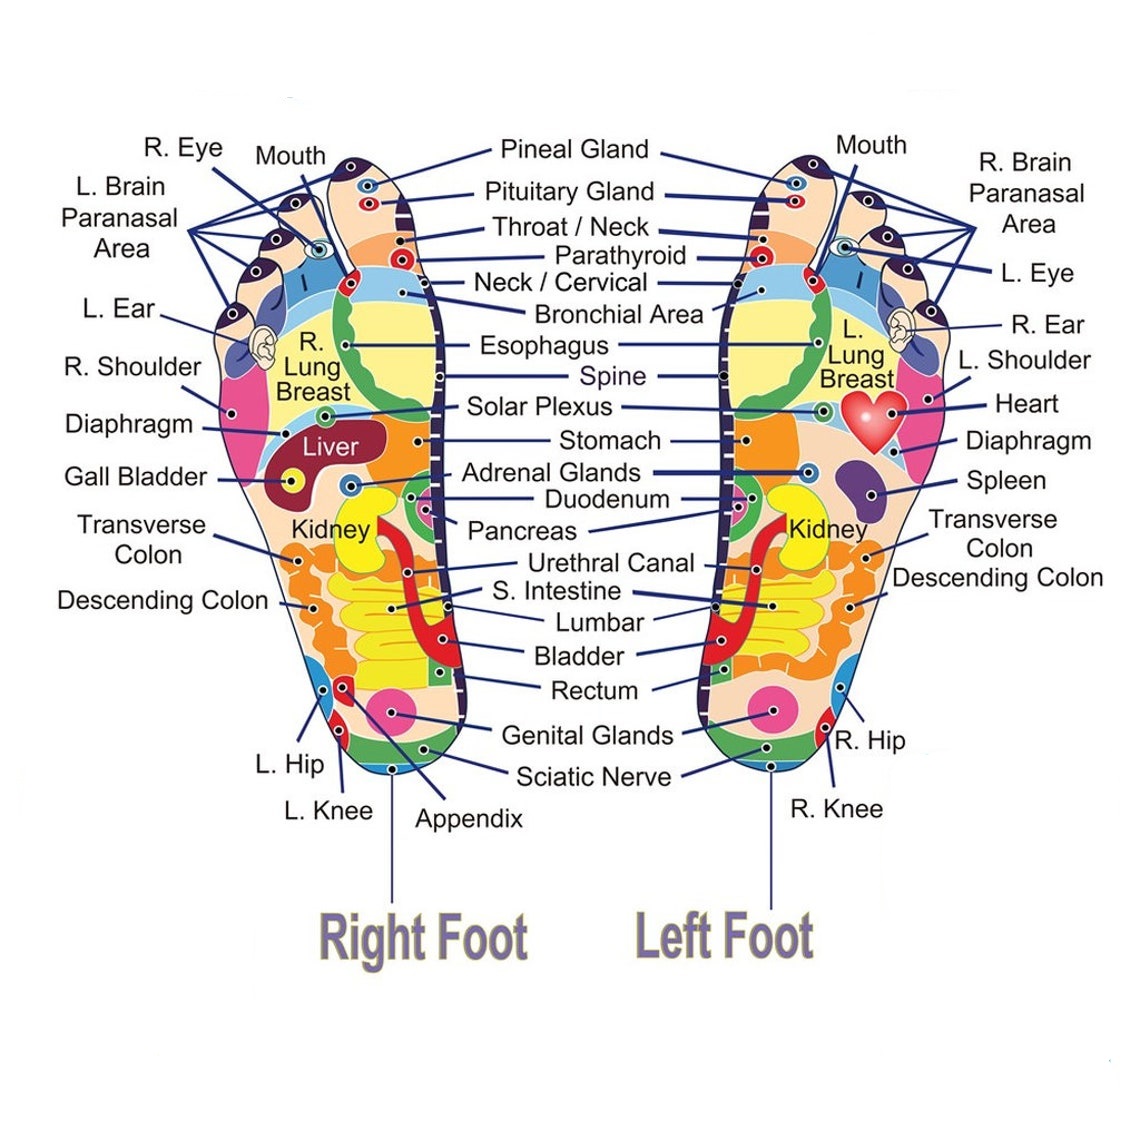 R. Eye
Mouth
L. Brain
Paranasal
Area
L. Ear
R. Shoulder
Diaphragm
Gall Bladder
Transverse
Colon
Descending Colon
L. Hip
L. Knee
Appendix
R.
Lung
Breast
Liver
Kidney
Pineal Gland
Pituitary Gland
Throat / Neck
Parathyroid
Neck / Cervical
Bronchial Area
Esophagus
Spine
Solar Plexus
Stomach
Adrenal Glands
Duodenum
Pancreas
Urethral Canal
S. Intestine
Lumbar
Bladder
Rectum
Genital Glands
Sciatic Nerve
Mouth
R. Brain
Paranasal
Area
L. Eye
R. Ear
L. Shoulder
Heart
Diaphragm
Spleen
Transverse
Colon
Descending Colon
R. Hip
R. Knee
L.
Lung
Breast
Kidney
Right Foot
Left Foot